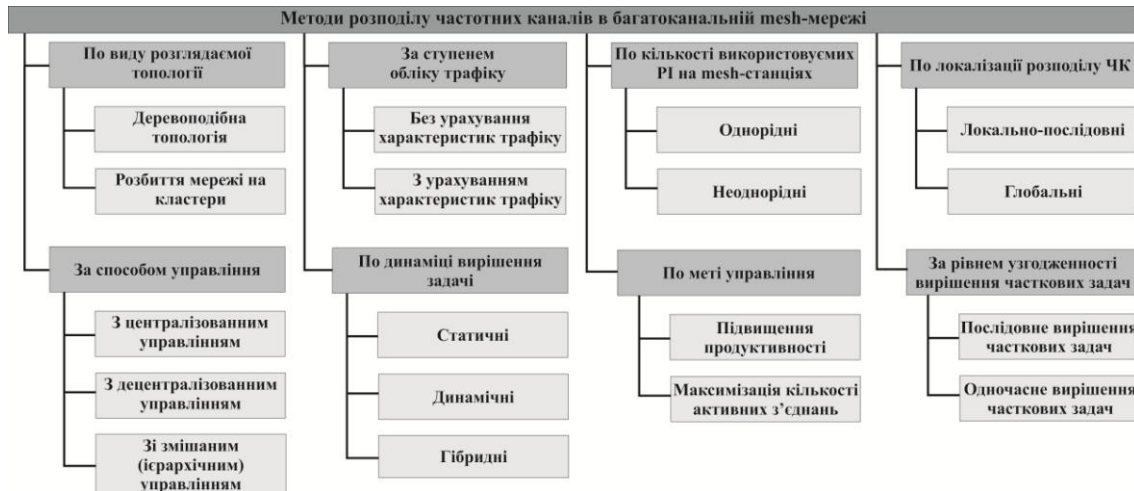 Методи розподілу частотних каналів в багатоканальній mesh-мережі
По виду розглядаємої
топології
Деревоподібна
топологія
Розбиття мережі на
кластери
За ступенем
обліку трафіку
Без урахування
характеристик трафіку
З урахуванням
характеристик трафіку
По кількості використовуємих
РІ на mesh-станціях
Однорідні
Неоднорідні
По локалізації розподілу ЧК
Локально-послідовні
Глобальні
За способом управління
З централізованним
управлінням
З децентралізованним
управлінням
Зі змішаним
(ієрархічним)
управлінням
По динаміці вирішення
задачі
Статичні
Динамічні
Гібридні
По меті управління
Підвищення
продуктивності
Максимізація кількості
активних з’єднань
За рівнем узгодженності
вирішення часткових задач
Послідовне вирішення
часткових задач
Одночасне вирішення
часткових задач